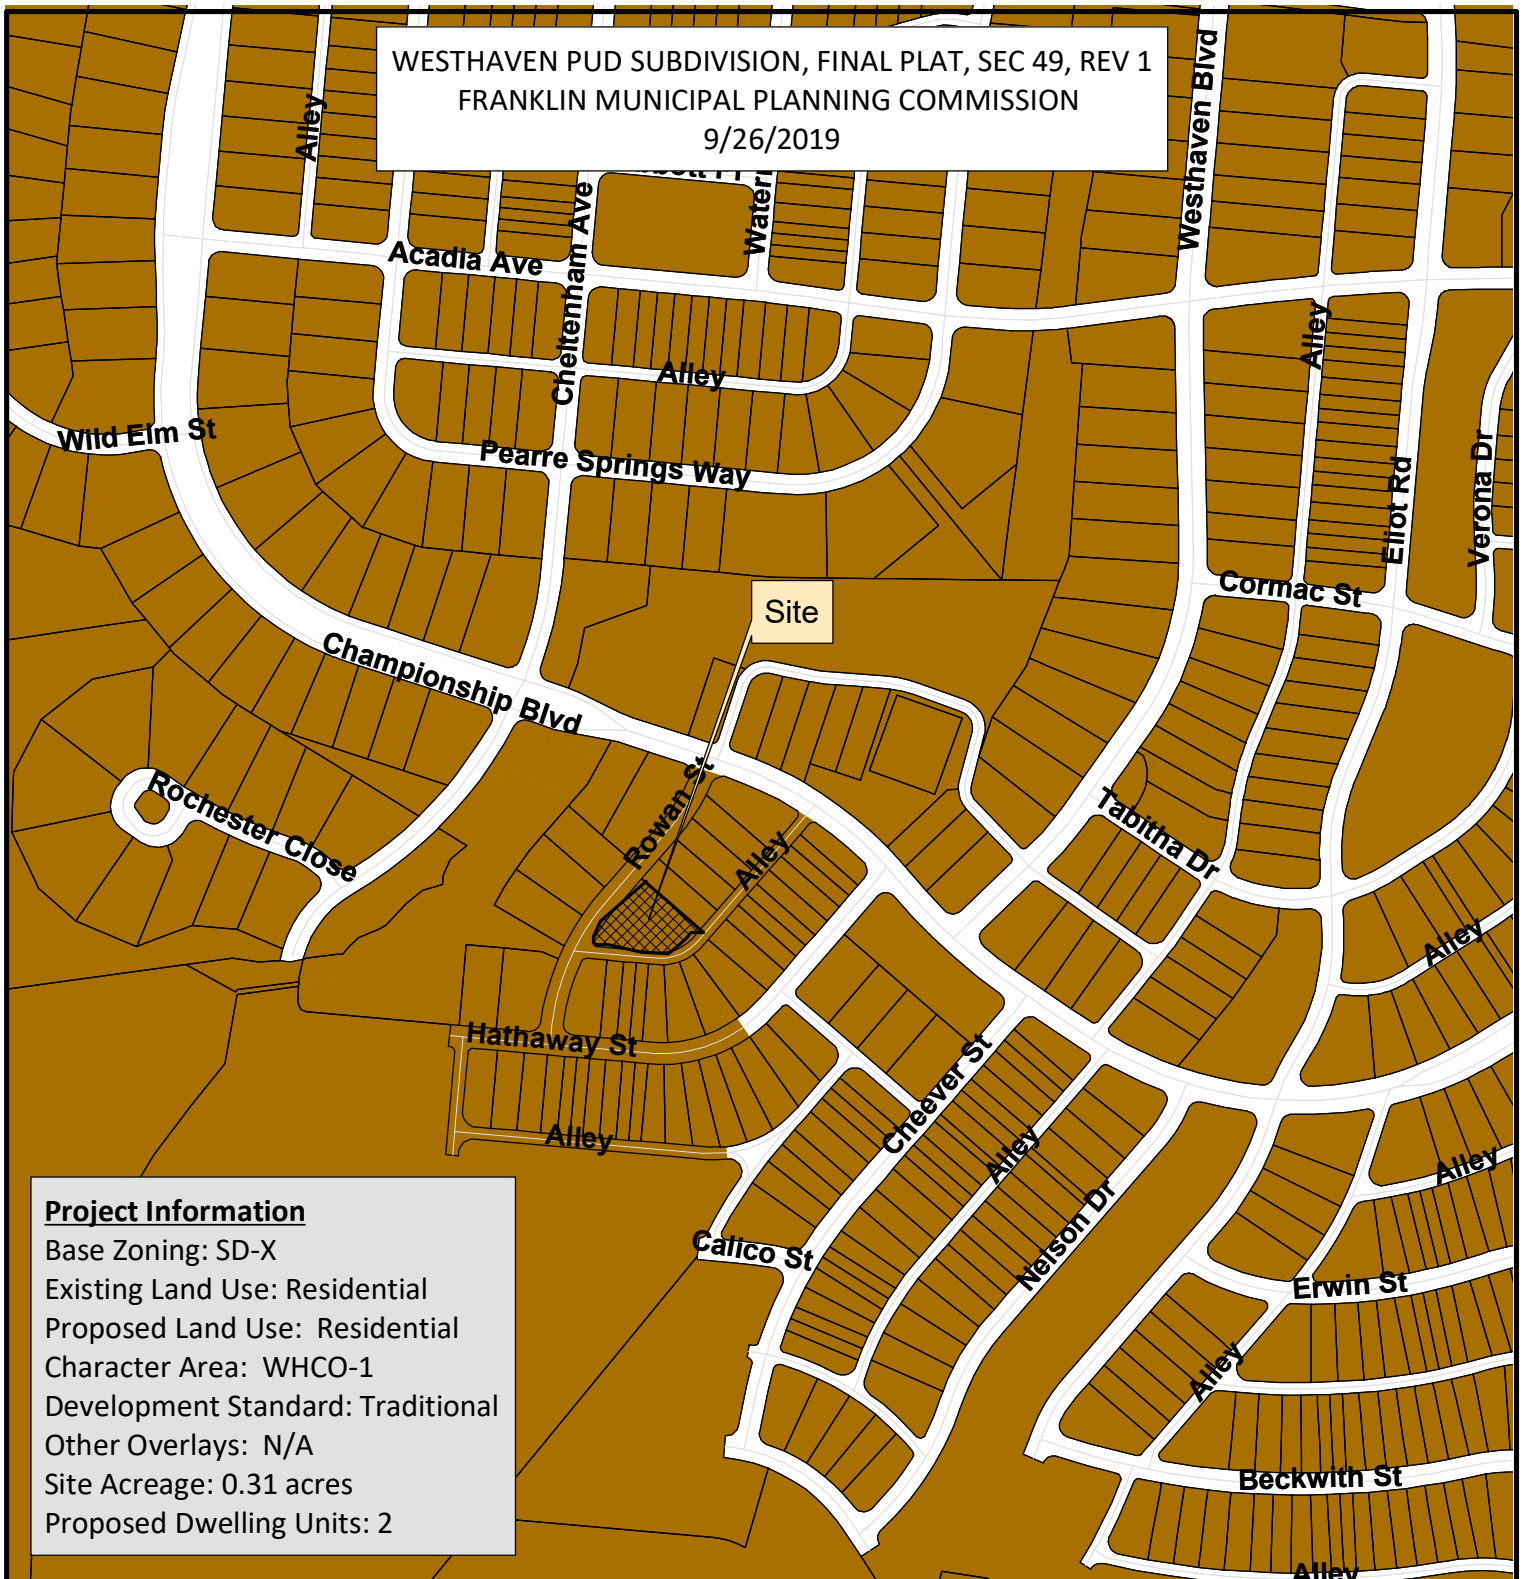 WESTHAVEN PUD SUBDIVISION, FINAL PLAT, SEC 49, REV 1
FRANKLIN MUNICIPAL PLANNING COMMISSION
9/26/2019
Alley
Westhaven Blvd
Cheltenham Ave
Acadia Ave
Alley
Alley
Wild Elm St
Pearre Springs Way
Eliot Rd
Verona Dr
Cormac St
Site
Championship Blvd
Rowan St
Rochester Close
Alley
Tabitha Dr
Alley
Hathaway St
Cheever St
Alley
Alley
Alley
Nelson Dr
Calico St
Erwin St
Alley
Beckwith St
Alley
Project Information
Base Zoning: SD-X
Existing Land Use: Residential
Proposed Land Use: Residential
Character Area: WHCO-1
Development Standard: Traditional
Other Overlays: N/A
Site Acreage: 0.31 acres
Proposed Dwelling Units: 2